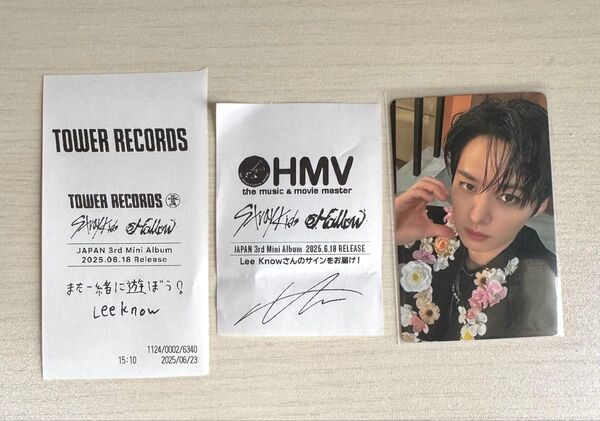 TOWER RECORDS
TOWER RECORDS
Stray Kids Hollow
JAPAN 3rd Mini Album
2025.06.18 Release
また一緒に遊ぼう!
Lee know
1124/0002/6340
15:10 2025/06/23
HMV
the music & movie master
Stray Kids Hollow
JAPAN 3rd Mini Album 2025.6.18 RELEASE
Lee Knowさんのサインをお届け!